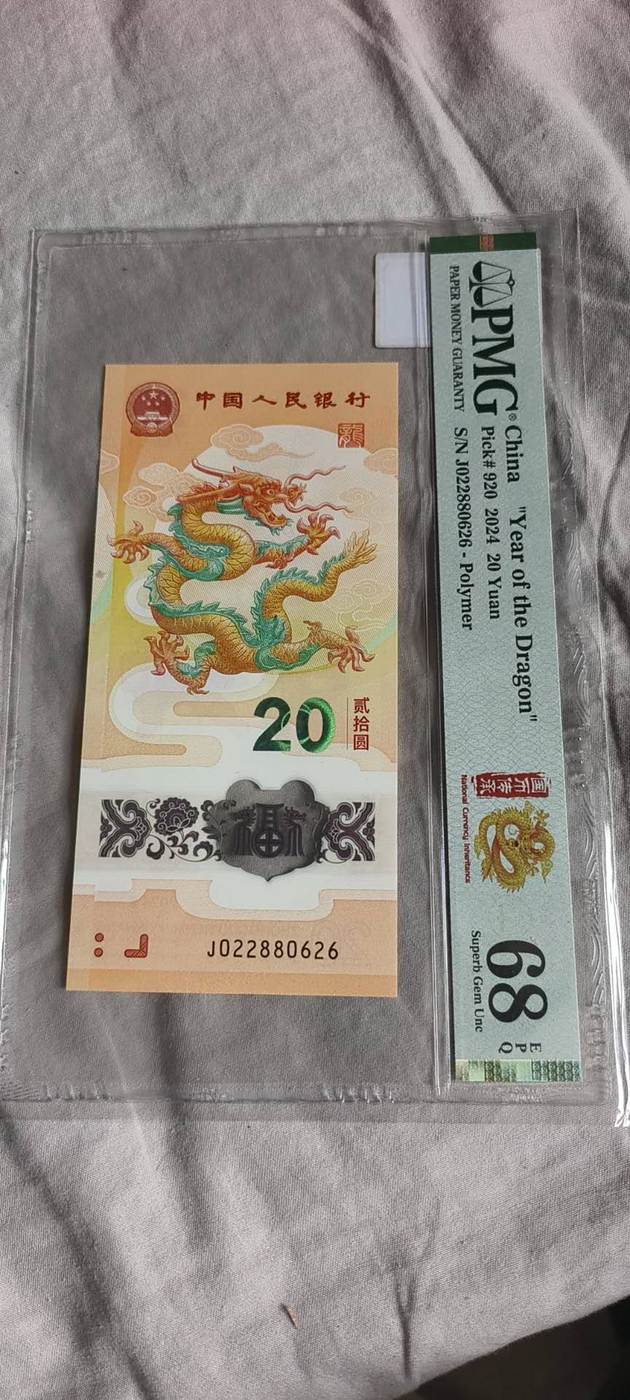 中国人民银行
龍
20
贰拾圆
福
J022880626
PMG®
PAPER MONEY GUARANTY
China "Year of the Dragon"
Pick# 920 2024 20 Yuan
S/N J022880626 - Polymer
国币传承
National Currency Inheritance
68 EPQ
Superb Gem Unc